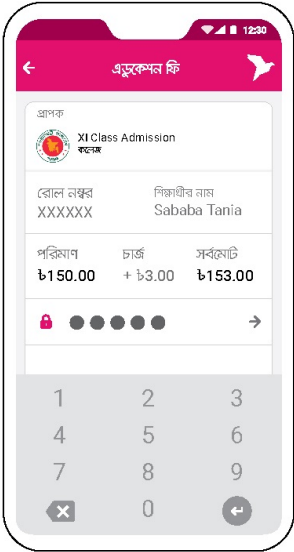 12:30
এডুকেশন ফি
প্রাপক
XI Class Admission
কলেজ
রোল নম্বর শিক্ষার্থীর নাম
XXXXXX Sababa Tania
পরিমাণ চার্জ সর্বমোট
৳150.00 + ৳3.00 ৳153.00
1 2 3
4 5 6
7 8 9
0